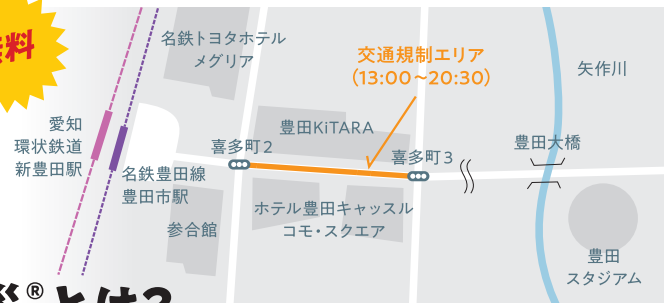 無料
名鉄トヨタホテル
メグリア
交通規制エリア
(13:00~20:30)
矢作川
愛知
環状鉄道
新豊田駅
豊田KiTARA
喜多町2
喜多町3
豊田大橋
名鉄豊田線
豊田市駅
参合館
ホテル豊田キャッスル
コモ・スクエア
豊田
スタジアム
®とは?